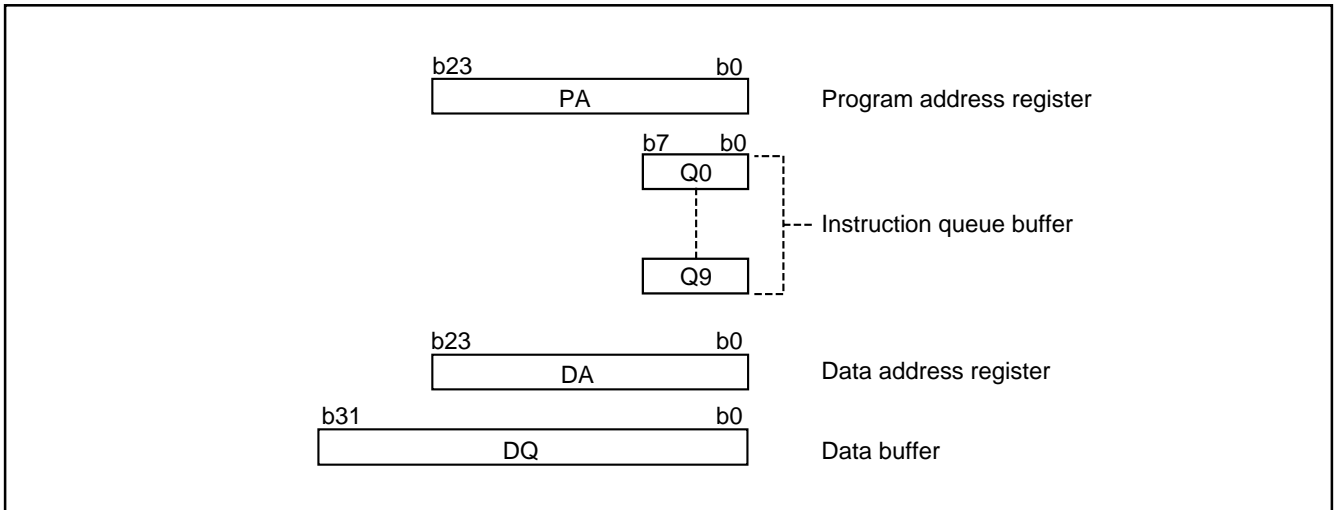 b23 b0
PA Program address register
b7 b0
Q0
Instruction queue buffer
Q9
b23 b0
DA Data address register
b31 b0
DQ Data buffer